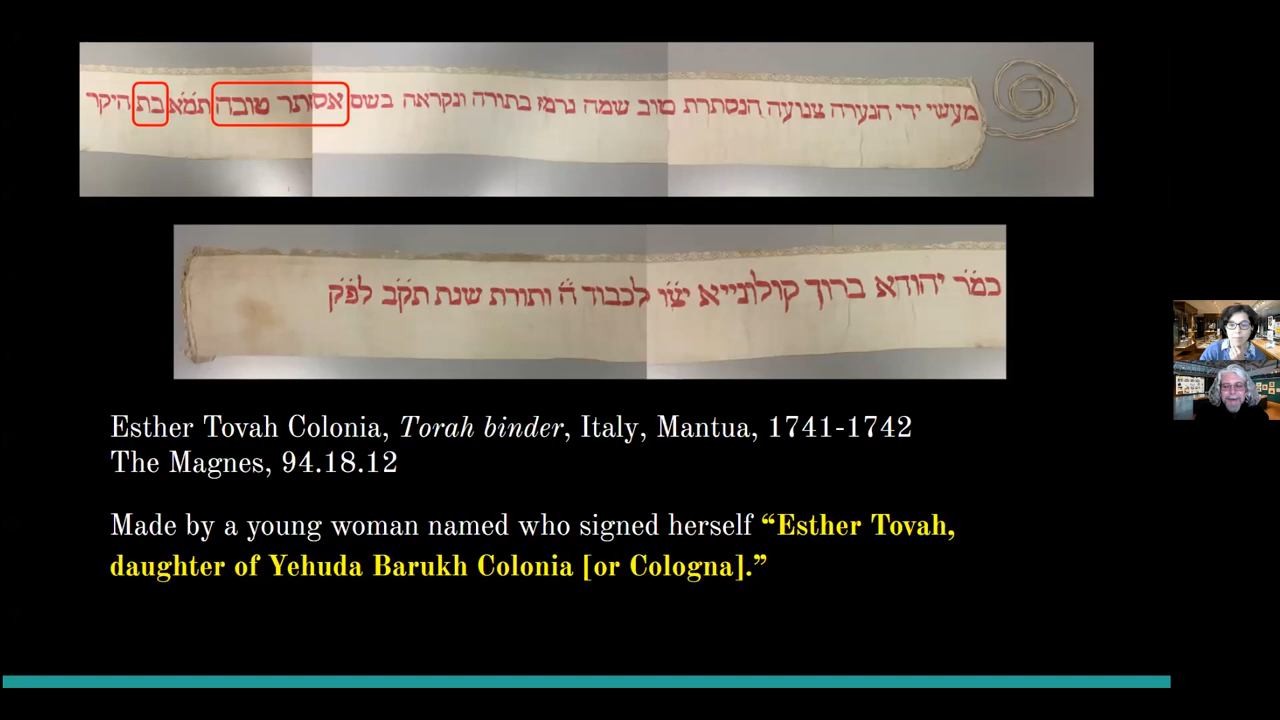 מעשי ידי הנערה צנועה הנסתרת טוב שמה נרמז בתורה ונקראה בשם אסתר טובה תמ֗א בת היקר
כמ֗ר יהודא ברוך קולונייא יצ֗ו לכבוד ה֗ ותורת שנת תק֗ב לפ֗ק
Esther Tovah Colonia, Torah binder, Italy, Mantua, 1741-1742
The Magnes, 94.18.12
Made by a young woman named who signed herself “Esther Tovah,
daughter of Yehuda Barukh Colonia [or Cologna].”